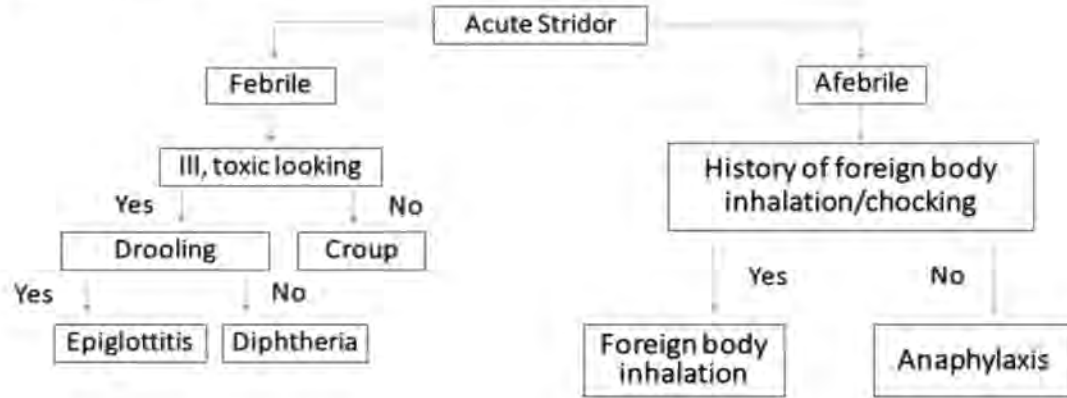 Acute Stridor
Febrile
Afebrile
Ill, toxic looking
History of foreign body
inhalation/chocking
Yes
No
Drooling
Croup
Yes
No
Yes
No
Epiglottitis
Diphtheria
Foreign body
inhalation
Anaphylaxis